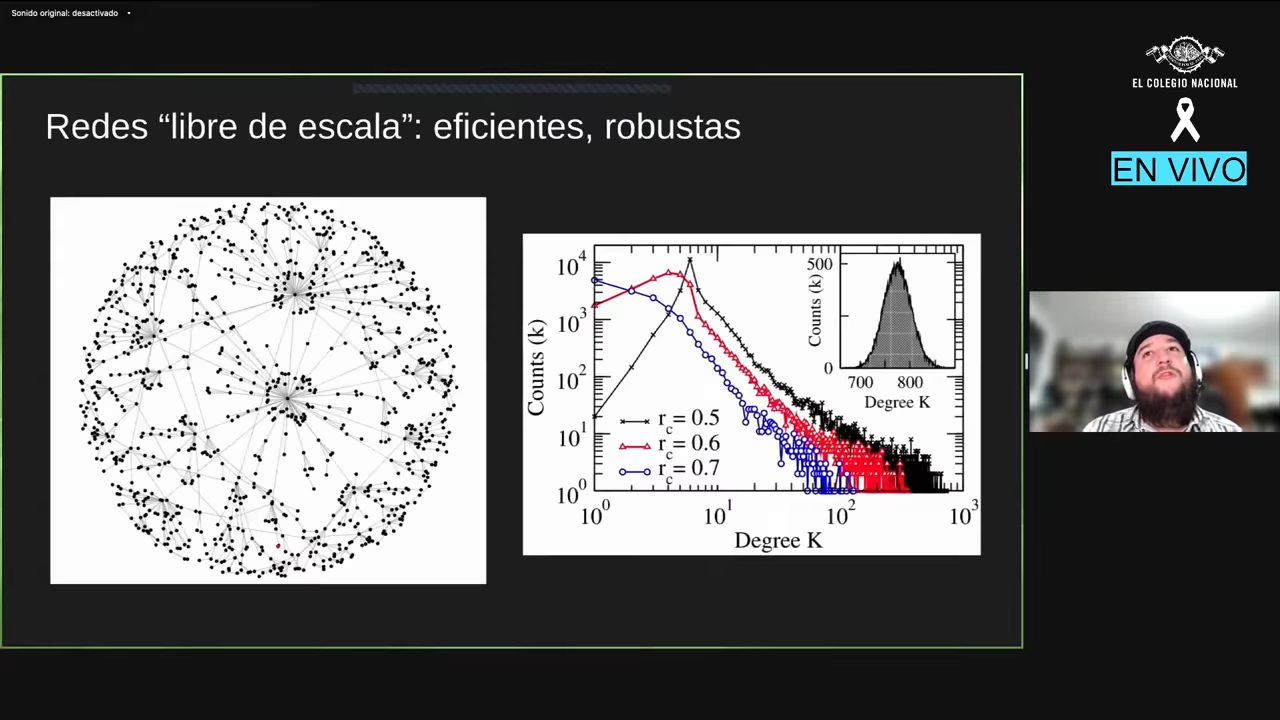 Sonido original: desactivado
EL COLEGIO NACIONAL
EN VIVO
Redes “libre de escala”: eficientes, robustas
Counts (k)
10^4
10^3
10^2
10^1
10^0
10^0
10^1
10^2
10^3
Degree K
r_c = 0.5
r_c = 0.6
r_c = 0.7
Counts (k)
500
0
700
800
Degree K